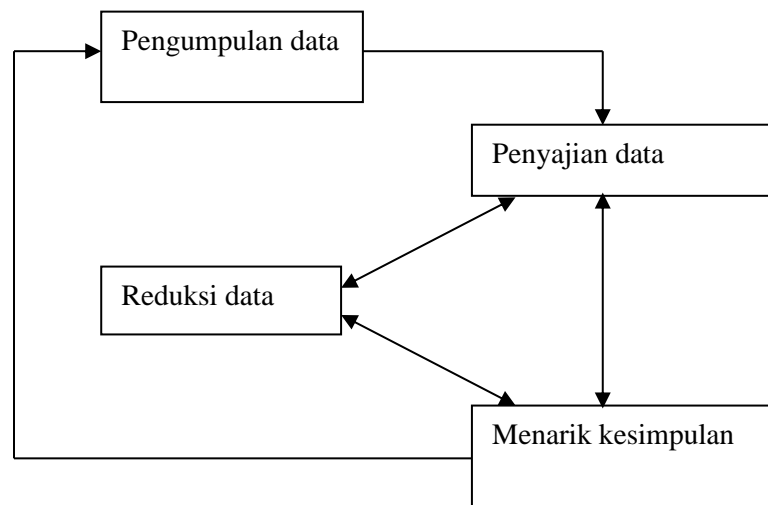 Pengumpulan data
Penyajian data
Reduksi data
Menarik kesimpulan